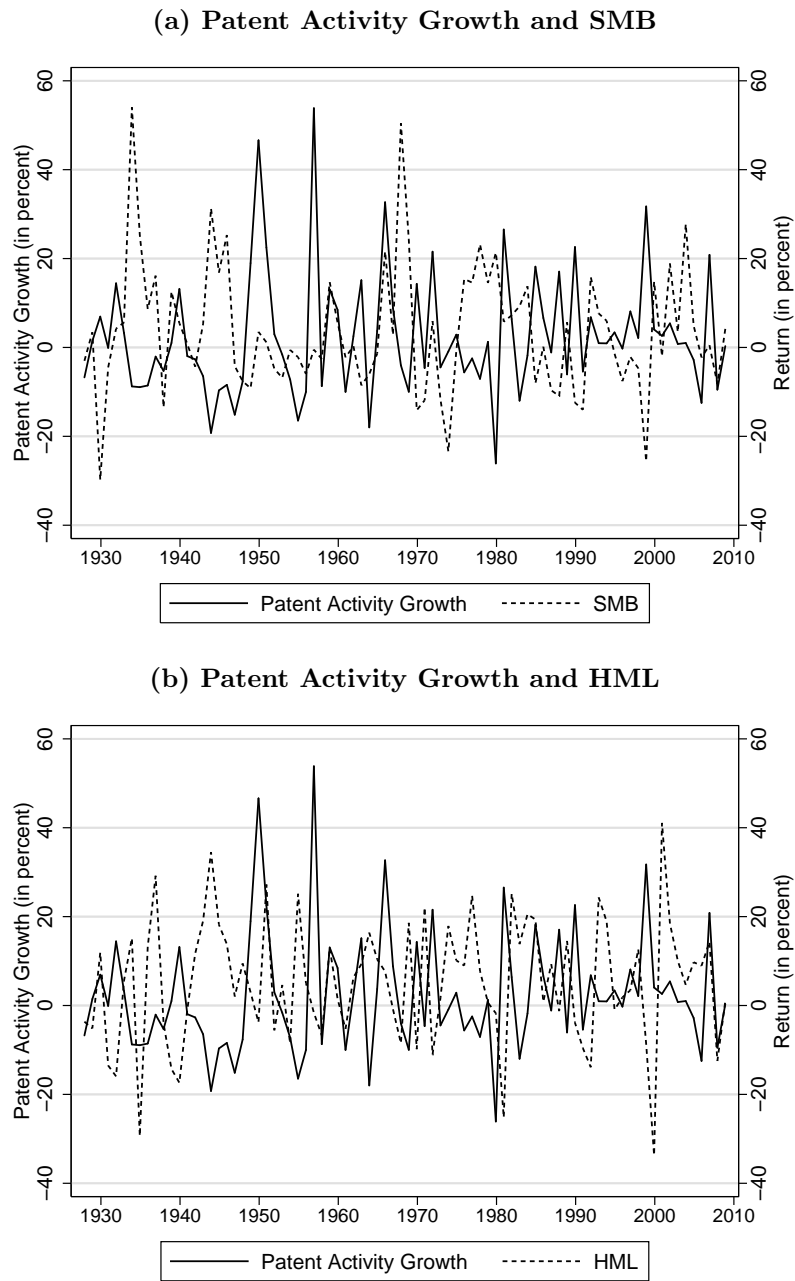 (a) Patent Activity Growth and SMB
Patent Activity Growth (in percent)
60
40
20
0
−20
−40
60
40
20
0
−20
−40
Return (in percent)
1930 1940 1950 1960 1970 1980 1990 2000 2010
Patent Activity Growth SMB
(b) Patent Activity Growth and HML
Patent Activity Growth (in percent)
60
40
20
0
−20
−40
60
40
20
0
−20
−40
Return (in percent)
1930 1940 1950 1960 1970 1980 1990 2000 2010
Patent Activity Growth HML